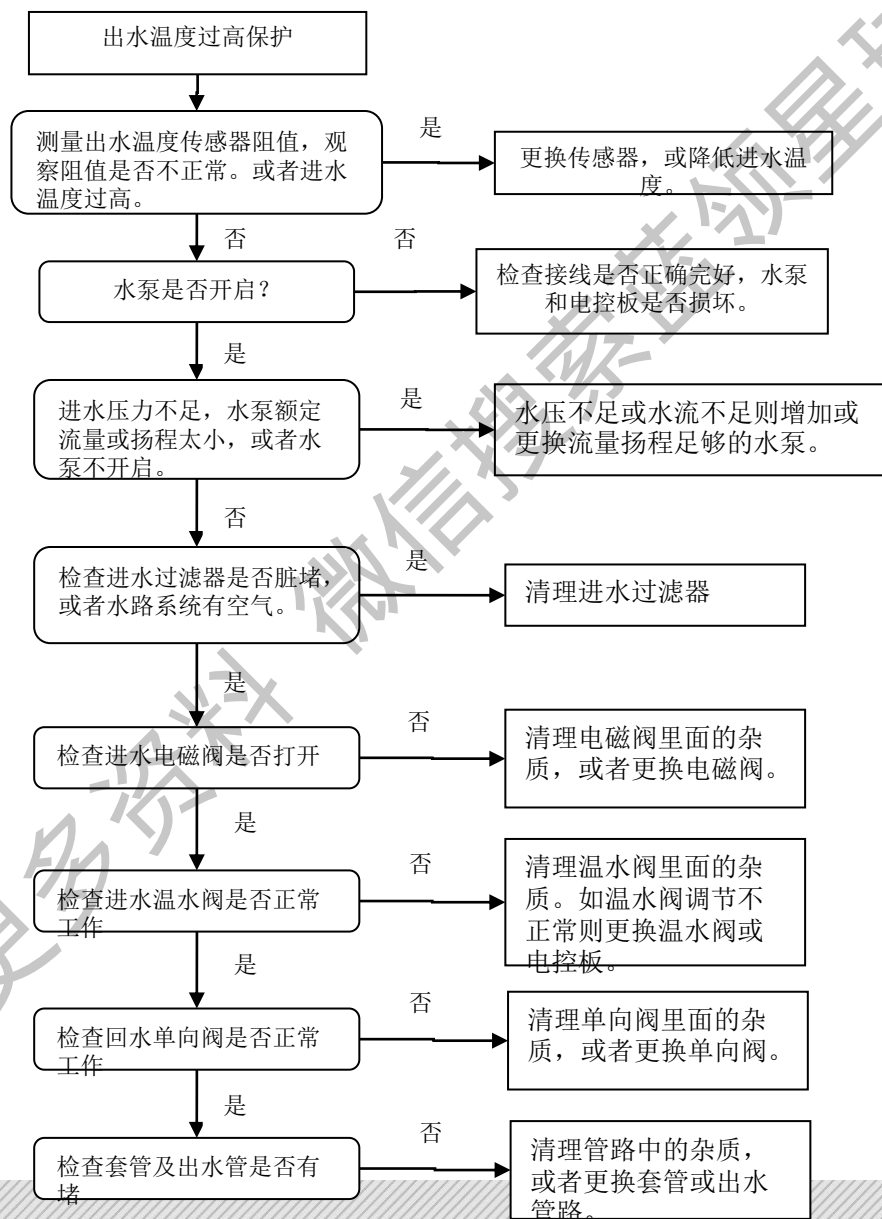 出水温度过高保护
测量出水温度传感器阻值，观
察阻值是否不正常。或者进水
温度过高。
是
更换传感器，或降低进水温
度。
否
否
水泵是否开启？
检查接线是否正确完好，水泵
和电控板是否损坏。
是
进水压力不足，水泵额定
流量或扬程太小，或者水
泵不开启。
是
水压不足或水流不足则增加或
更换流量扬程足够的水泵。
否
检查进水过滤器是否脏堵，
或者水路系统有空气。
是
清理进水过滤器
是
检查进水电磁阀是否打开
否
清理电磁阀里面的杂
质，或者更换电磁阀。
是
检查进水温水阀是否正常
工作
否
清理温水阀里面的杂
质。如温水阀调节不
正常则更换温水阀或
电控板。
是
检查回水单向阀是否正常
工作
否
清理单向阀里面的杂
质，或者更换单向阀。
是
检查套管及出水管是否有
堵
否
清理管路中的杂质，
或者更换套管或出水
管路。
更多资料 微信搜索蓝领星球